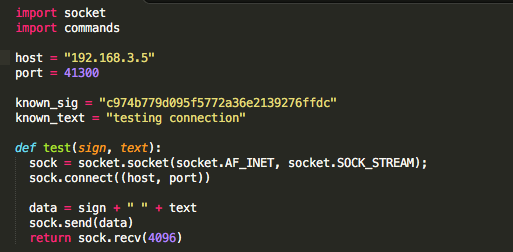 import socket
import commands
host = "192.168.3.5"
port = 41300
known_sig = "c974b779d095f5772a36e2139276ffdc"
known_text = "testing connection"
def test(sign, text):
sock = socket.socket(socket.AF_INET, socket.SOCK_STREAM);
sock.connect((host, port))
data = sign + " " + text
sock.send(data)
return sock.recv(4096)